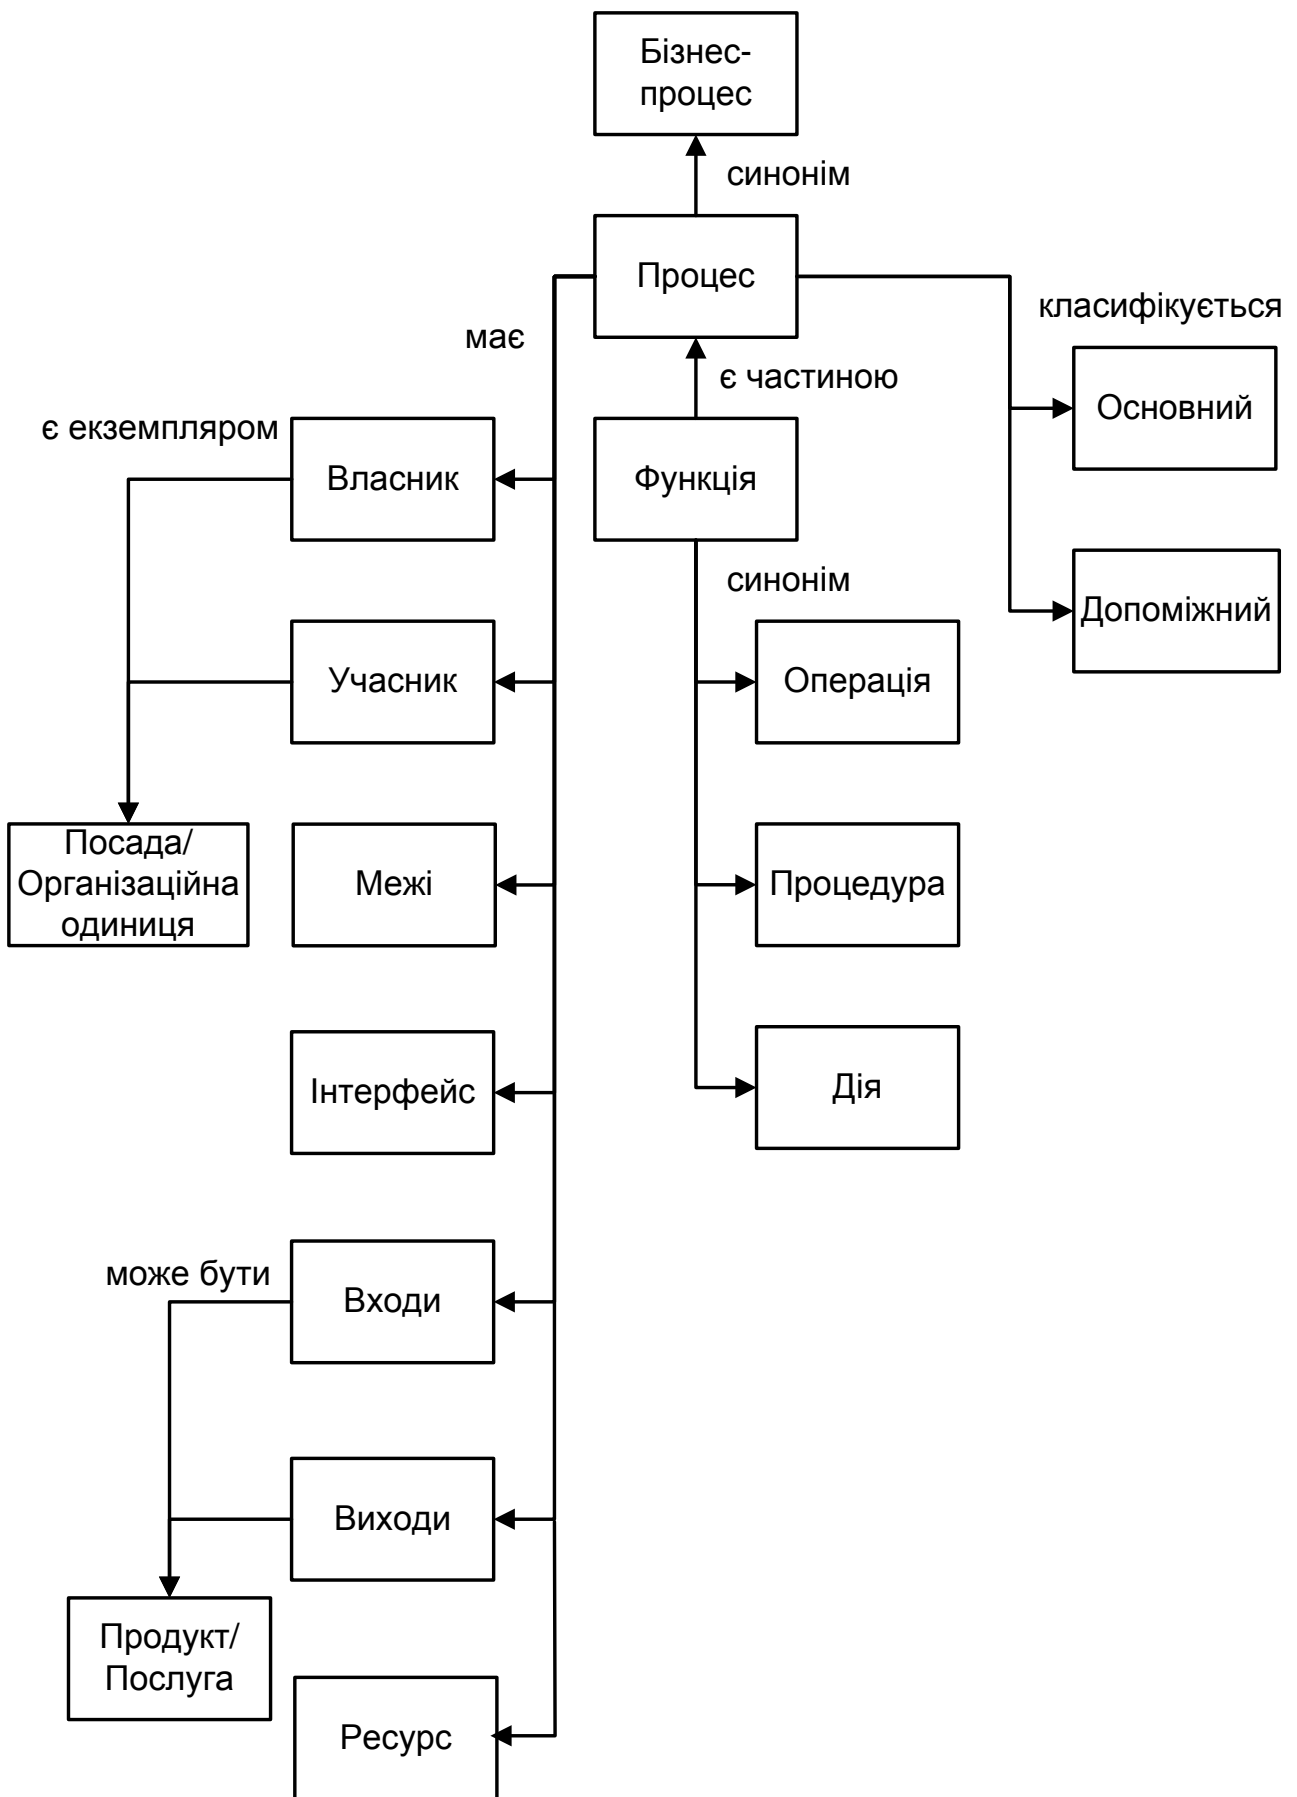 Бізнес-
процес
синонім
Процес
класифікується
має
є частиною
Основний
є екземпляром
Власник
Функція
синонім
Допоміжний
Учасник
Операція
Посада/
Організаційна
одиниця
Межі
Процедура
Інтерфейс
Дія
може бути
Входи
Виходи
Продукт/
Послуга
Ресурс